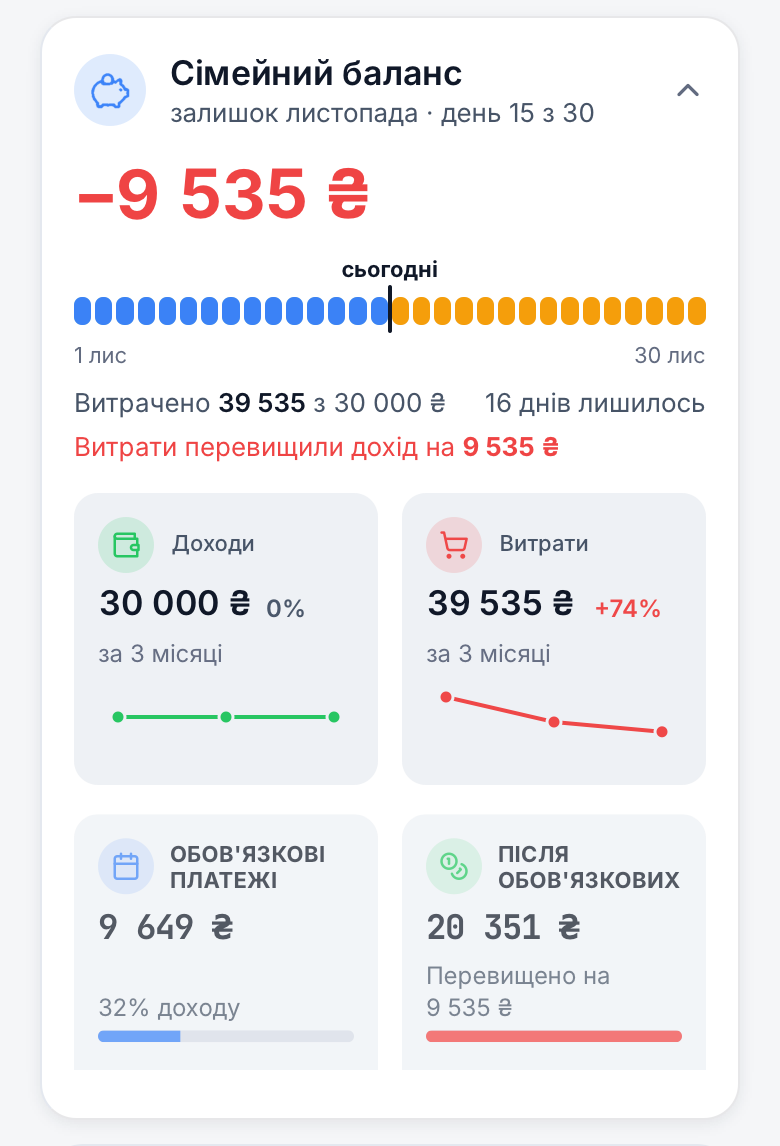 Сімейний баланс
залишок листопада · день 15 з 30
−9 535 ₴
сьогодні
1 лис 30 лис
Витрачено 39 535 з 30 000 ₴ 16 днів лишилось
Витрати перевищили дохід на 9 535 ₴
Доходи
30 000 ₴ 0%
за 3 місяці
Витрати
39 535 ₴ +74%
за 3 місяці
ОБОВ'ЯЗКОВІ
ПЛАТЕЖІ
9 649 ₴
32% доходу
ПІСЛЯ
ОБОВ'ЯЗКОВИХ
20 351 ₴
Перевищено на
9 535 ₴